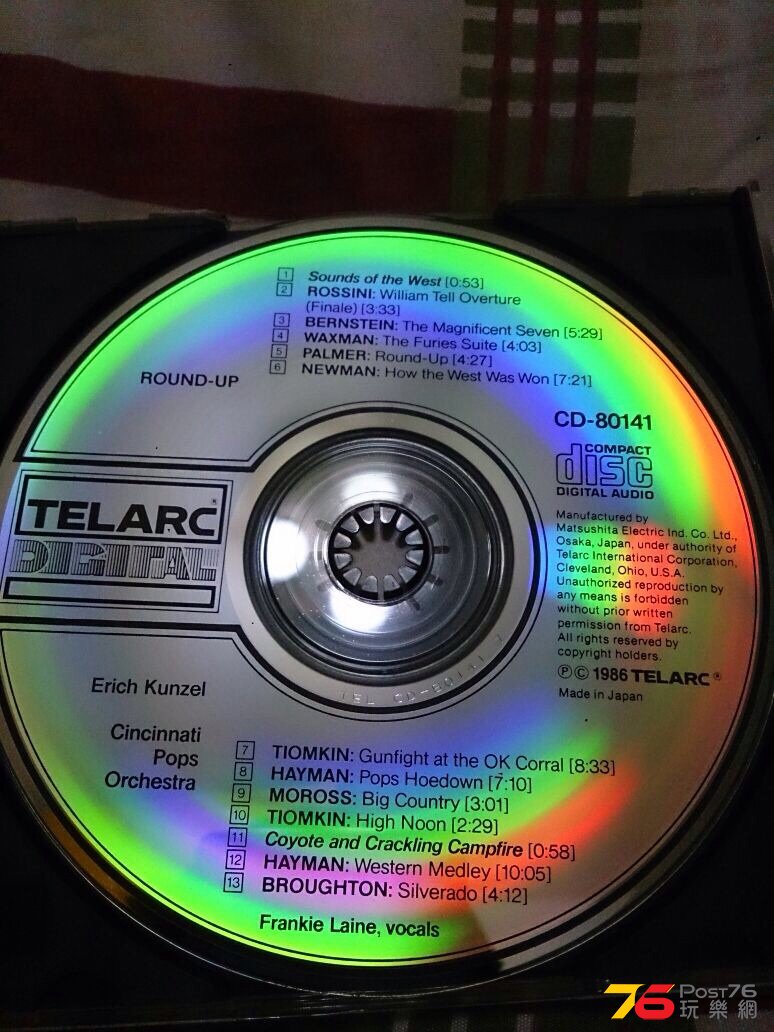 1 Sounds of the West [0:53]
2 ROSSINI: William Tell Overture
(Finale) [3:33]
3 BERNSTEIN: The Magnificent Seven [5:29]
4 WAXMAN: The Furies Suite [4:03]
5 PALMER: Round-Up [4:27]
6 NEWMAN: How the West Was Won [7:21]
ROUND-UP
CD-80141
COMPACT
disc
DIGITAL AUDIO
TELARC®
DIGITAL
Manufactured by
Matsushita Electric Ind. Co. Ltd.,
Osaka, Japan, under authority of
Telarc International Corporation,
Cleveland, Ohio, U.S.A.
Unauthorized reproduction by
any means is forbidden
without prior written
permission from Telarc.
All rights reserved by
copyright holders.
℗© 1986 TELARC®
Made in Japan
TEL CD-80141
Erich Kunzel
Cincinnati
Pops
Orchestra
7 TIOMKIN: Gunfight at the OK Corral [8:33]
8 HAYMAN: Pops Hoedown [7:10]
9 MOROSS: Big Country [3:01]
10 TIOMKIN: High Noon [2:29]
11 Coyote and Crackling Campfire [0:58]
12 HAYMAN: Western Medley [10:05]
13 BROUGHTON: Silverado [4:12]
Frankie Laine, vocals
76 POST76
玩樂網